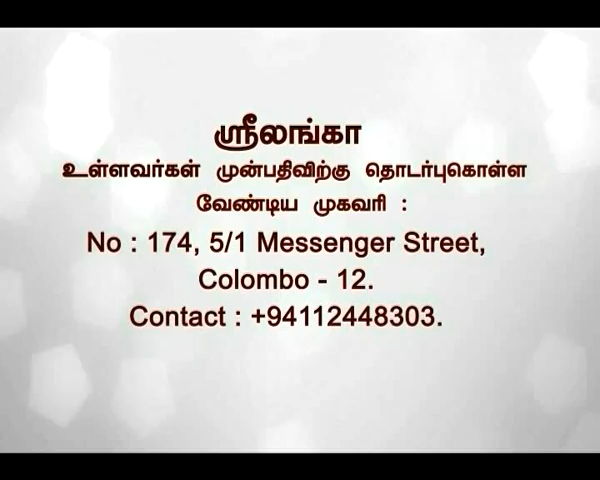 ஸ்ரீலங்கா
உள்ளவர்கள் முன்பதிவிற்கு தொடர்புகொள்ள
வேண்டிய முகவரி :
No : 174, 5/1 Messenger Street,
Colombo - 12.
Contact : +94112448303.